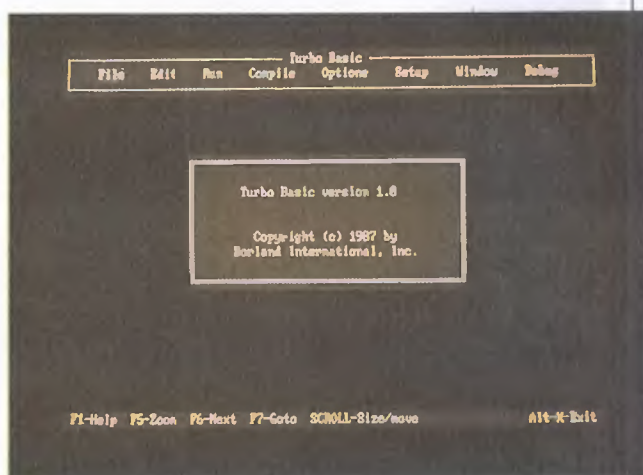 Turbo Basic
File Edit Run Compile Options Setup Window Debug
Turbo Basic version 1.0
Copyright (c) 1987 by
Borland International, Inc.
F1-Help F5-Zoom F6-Next F7-Goto SCROLL-Size/move Alt-X-Exit